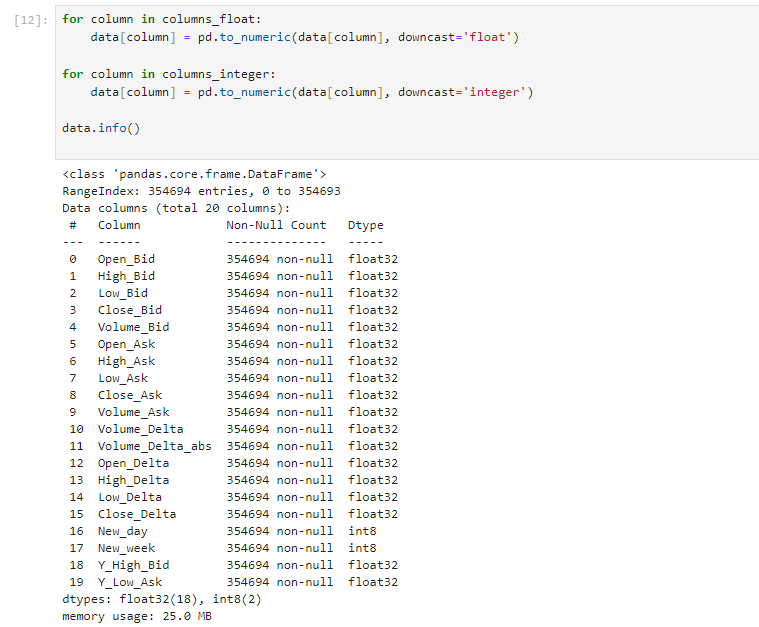 [12]:
for column in columns_float:
    data[column] = pd.to_numeric(data[column], downcast='float')
for column in columns_integer:
    data[column] = pd.to_numeric(data[column], downcast='integer')
data.info()
<class 'pandas.core.frame.DataFrame'>
RangeIndex: 354694 entries, 0 to 354693
Data columns (total 20 columns):
 #   Column            Non-Null Count   Dtype
---  ------            --------------   -----
 0   Open_Bid          354694 non-null  float32
 1   High_Bid          354694 non-null  float32
 2   Low_Bid           354694 non-null  float32
 3   Close_Bid         354694 non-null  float32
 4   Volume_Bid        354694 non-null  float32
 5   Open_Ask          354694 non-null  float32
 6   High_Ask          354694 non-null  float32
 7   Low_Ask           354694 non-null  float32
 8   Close_Ask         354694 non-null  float32
 9   Volume_Ask        354694 non-null  float32
 10  Volume_Delta      354694 non-null  float32
 11  Volume_Delta_abs  354694 non-null  float32
 12  Open_Delta        354694 non-null  float32
 13  High_Delta        354694 non-null  float32
 14  Low_Delta         354694 non-null  float32
 15  Close_Delta       354694 non-null  float32
 16  New_day           354694 non-null  int8
 17  New_week          354694 non-null  int8
 18  Y_High_Bid        354694 non-null  float32
 19  Y_Low_Ask         354694 non-null  float32
dtypes: float32(18), int8(2)
memory usage: 25.0 MB